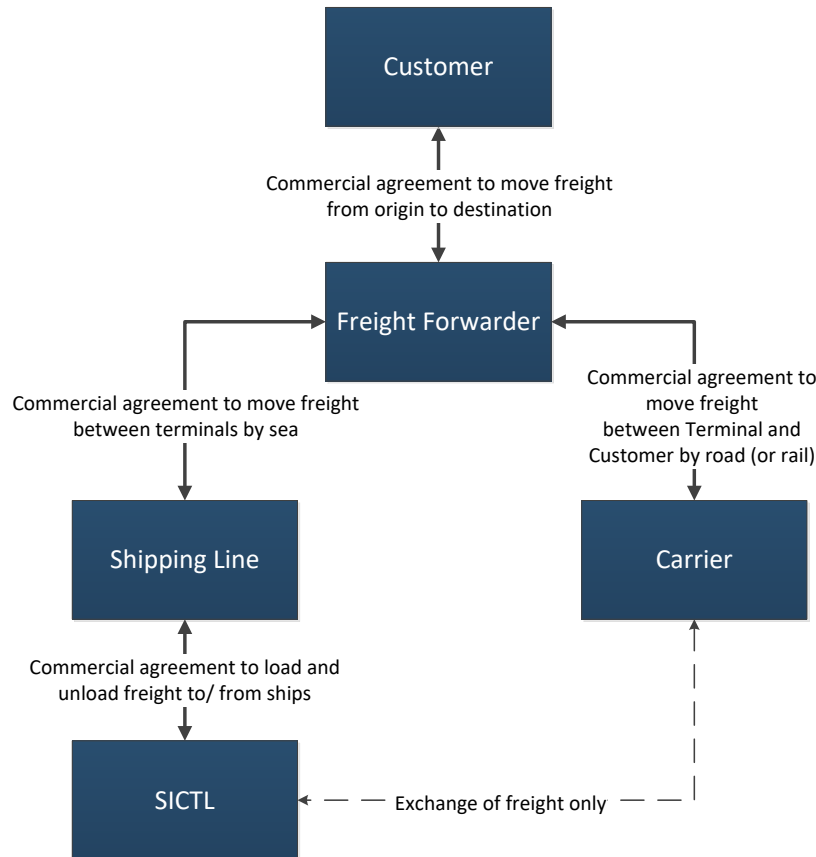 Customer
Commercial agreement to move freight
from origin to destination
Freight Forwarder
Commercial agreement to move freight
between terminals by sea
Commercial agreement to
move freight
between Terminal and
Customer by road (or rail)
Shipping Line
Carrier
Commercial agreement to load and
unload freight to/ from ships
SICTL
Exchange of freight only